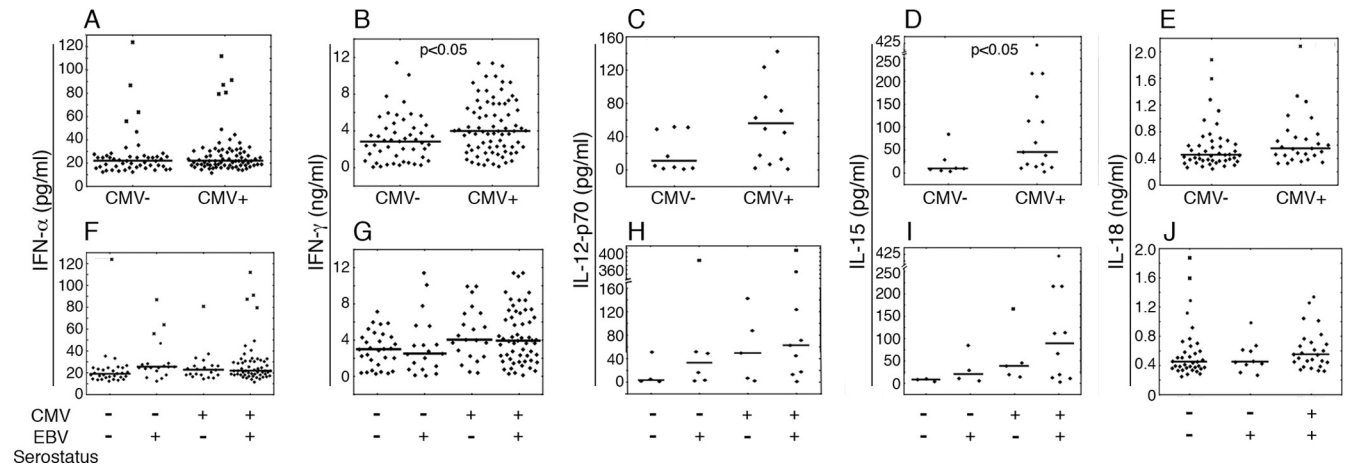 A
B
C
D
E
IFN-α (pg/ml)
120
100
80
60
40
20
0
CMV-
CMV+
IFN-γ (ng/ml)
12
8
4
0
p<0.05
CMV-
CMV+
IL-12-p70 (pg/ml)
160
120
80
40
0
CMV-
CMV+
IL-15 (pg/ml)
425
250
200
150
100
50
0
p<0.05
CMV-
CMV+
IL-18 (ng/ml)
2.0
1.6
1.2
0.8
0.4
0
CMV-
CMV+
F
G
H
I
J
120
100
80
60
40
20
0
12
8
4
0
400
360
160
120
80
40
0
425
250
200
150
100
50
0
2.0
1.6
1.2
0.8
0.4
0
CMV - - + + - - + + - - + + - - + + - - +
EBV - + - + - + - + - + - + - + - + - + +
Serostatus